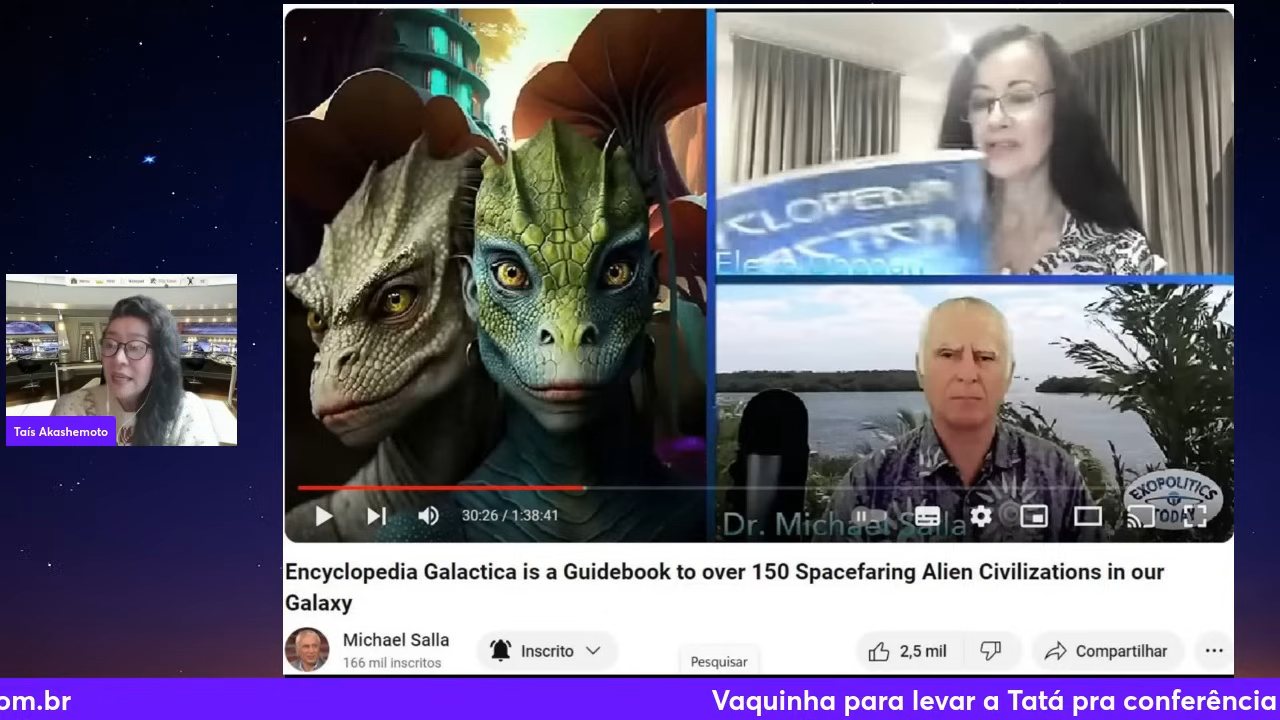 CLOPEDIA
Taís Akashemoto
30:26 / 1:38:41
Dr. Michael Salla
EXOPOLITICS
TODAY
Encyclopedia Galactica is a Guidebook to over 150 Spacefaring Alien Civilizations in our
Galaxy
Michael Salla
166 mil inscritos
Inscrito
2,5 mil
Compartilhar
Pesquisar
om.br
Vaquinha para levar a Tatá pra conferência